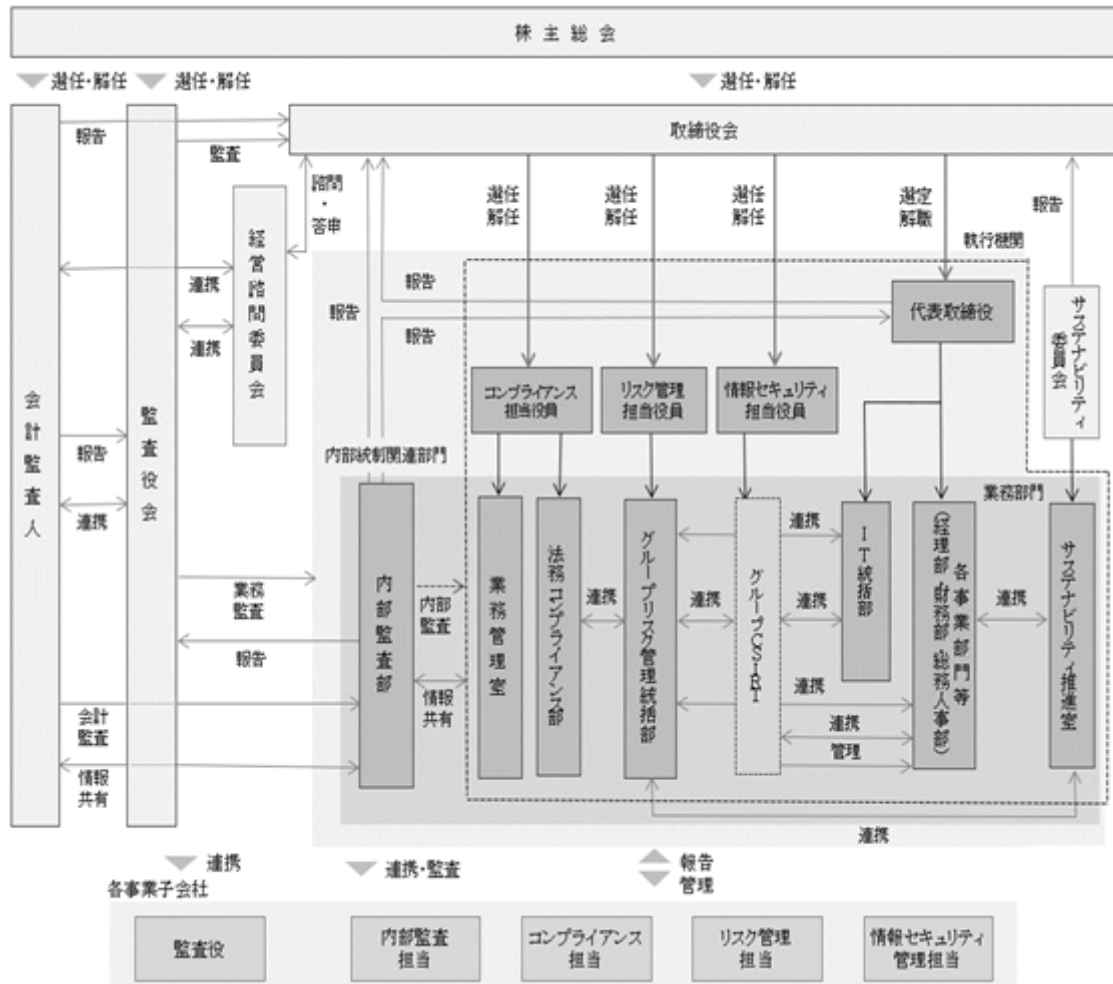 株主総会
選任・解任
選任・解任
選任・解任
会計監査人
監査役会
取締役会
報告
監査
諮問
・
答申
経営諮問委員会
連携
連携
報告
連携
選任
解任
選任
解任
選任
解任
選定
解職
報告
執行機関
報告
報告
報告
代表取締役
サステナビリティ
委員会
コンプライアンス
担当役員
リスク管理
担当役員
情報セキュリティ
担当役員
内部統制関連部門
業務部門
内部監査部
業務管理室
法務コンプライアンス部
グループリスク管理統括部
グループCSIRT
IT統括部
各事業部門等
(経理部・財務部・総務人事部)
サステナビリティ推進室
業務
監査
報告
会計
監査
情報
共有
内部
監査
情報
共有
連携
連携
連携
連携
連携
連携
連携
管理
連携
連携
連携
連携・監査
報告
管理
各事業子会社
監査役
内部監査
担当
コンプライアンス
担当
リスク管理
担当
情報セキュリティ
管理担当